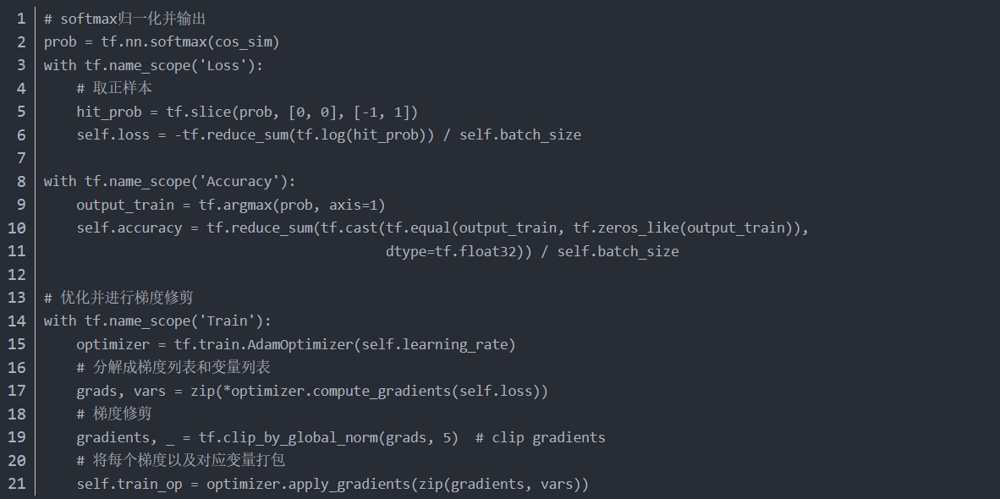 1 # softmax归一化并输出
2 prob = tf.nn.softmax(cos_sim)
3 with tf.name_scope('Loss'):
4     # 取正样本
5     hit_prob = tf.slice(prob, [0, 0], [-1, 1])
6     self.loss = -tf.reduce_sum(tf.log(hit_prob)) / self.batch_size
7
8 with tf.name_scope('Accuracy'):
9     output_train = tf.argmax(prob, axis=1)
10     self.accuracy = tf.reduce_sum(tf.cast(tf.equal(output_train, tf.zeros_like(output_train)),
11                                           dtype=tf.float32)) / self.batch_size
12
13 # 优化并进行梯度修剪
14 with tf.name_scope('Train'):
15     optimizer = tf.train.AdamOptimizer(self.learning_rate)
16     # 分解成梯度列表和变量列表
17     grads, vars = zip(*optimizer.compute_gradients(self.loss))
18     # 梯度修剪
19     gradients, _ = tf.clip_by_global_norm(grads, 5)  # clip gradients
20     # 将每个梯度以及对应变量打包
21     self.train_op = optimizer.apply_gradients(zip(gradients, vars))